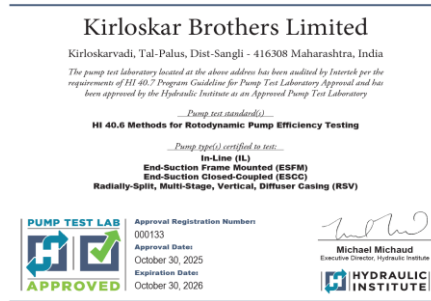 Kirloskar Brothers Limited
Kirloskarvadi, Tal-Palus, Dist-Sangli - 416308 Maharashtra, India
The pump test laboratory located at the above address has been audited by Intertek per the
requirements of HI 40.7 Program Guideline for Pump Test Laboratory Approval and has
been approved by the Hydraulic Institute as an Approved Pump Test Laboratory
Pump test standard(s)
HI 40.6 Methods for Rotodynamic Pump Efficiency Testing
Pump type(s) certified to test:
In-Line (IL)
End-Suction Frame Mounted (ESFM)
End-Suction Closed-Coupled (ESCC)
Radially-Split, Multi-Stage, Vertical, Diffuser Casing (RSV)
PUMP TEST LAB
APPROVED
Approval Registration Number:
000133
Approval Date:
October 30, 2025
Expiration Date:
October 30, 2026
Michael Michaud
Executive Director, Hydraulic Institute
HYDRAULIC
INSTITUTE